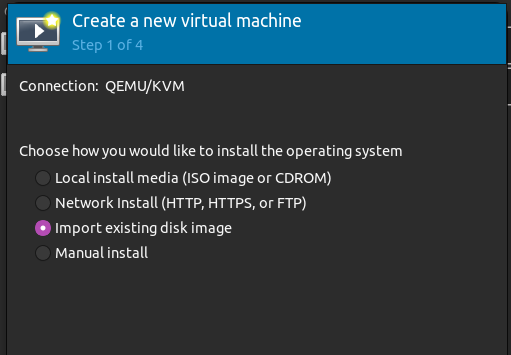 Create a new virtual machine
Step 1 of 4
Connection: QEMU/KVM
Choose how you would like to install the operating system
Local install media (ISO image or CDROM)
Network Install (HTTP, HTTPS, or FTP)
Import existing disk image
Manual install